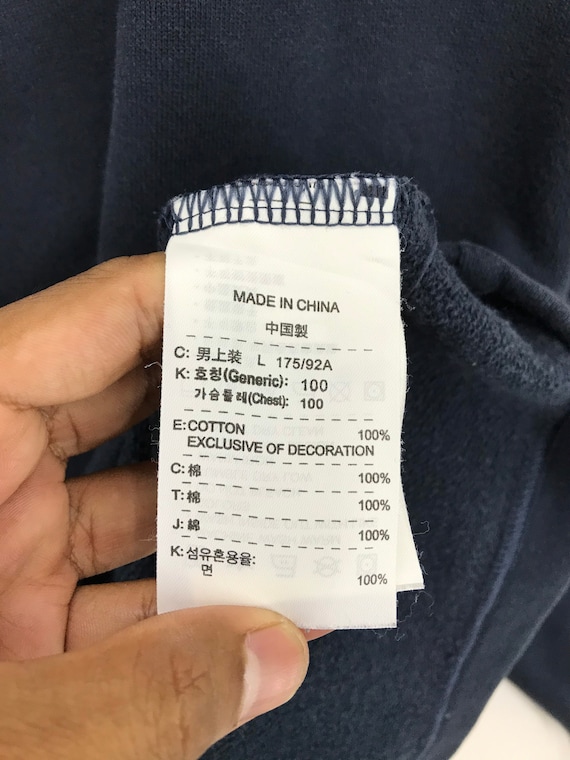 MADE IN CHINA
中国製
C: 男上装 L 175/92A
K: 호칭(Generic): 100
가슴둘레(Chest): 100
E:COTTON 100%
EXCLUSIVE OF DECORATION
C: 棉 100%
T: 棉 100%
J: 綿 100%
K: 섬유혼용율:
면 100%